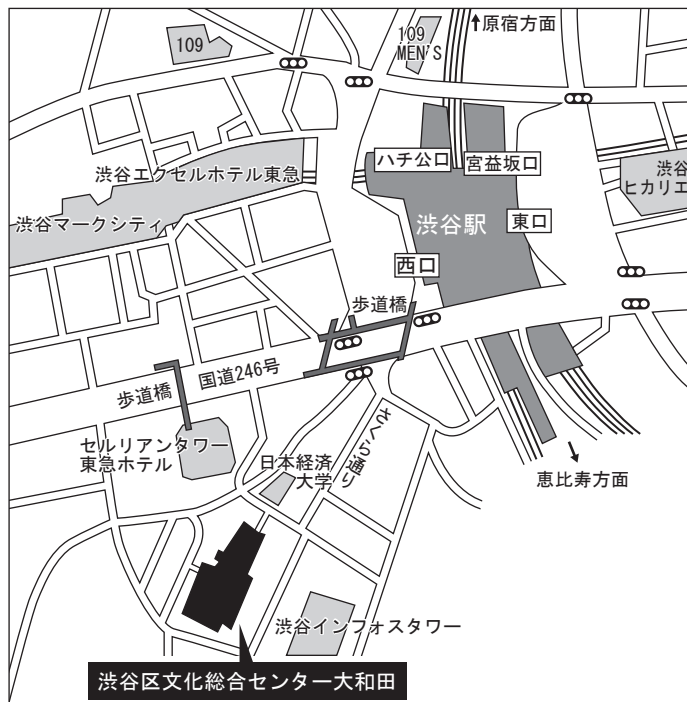 ↑原宿方面
109
109
MEN'S
ハチ公口
宮益坂口
渋谷エクセルホテル東急
渋谷
ヒカリエ
渋谷マークシティ
渋谷駅
東口
西口
歩道橋
国道246号
歩道橋
さくら通り
セルリアンタワー
東急ホテル
日本経済
大学
恵比寿方面
渋谷インフォスタワー
渋谷区文化総合センター大和田